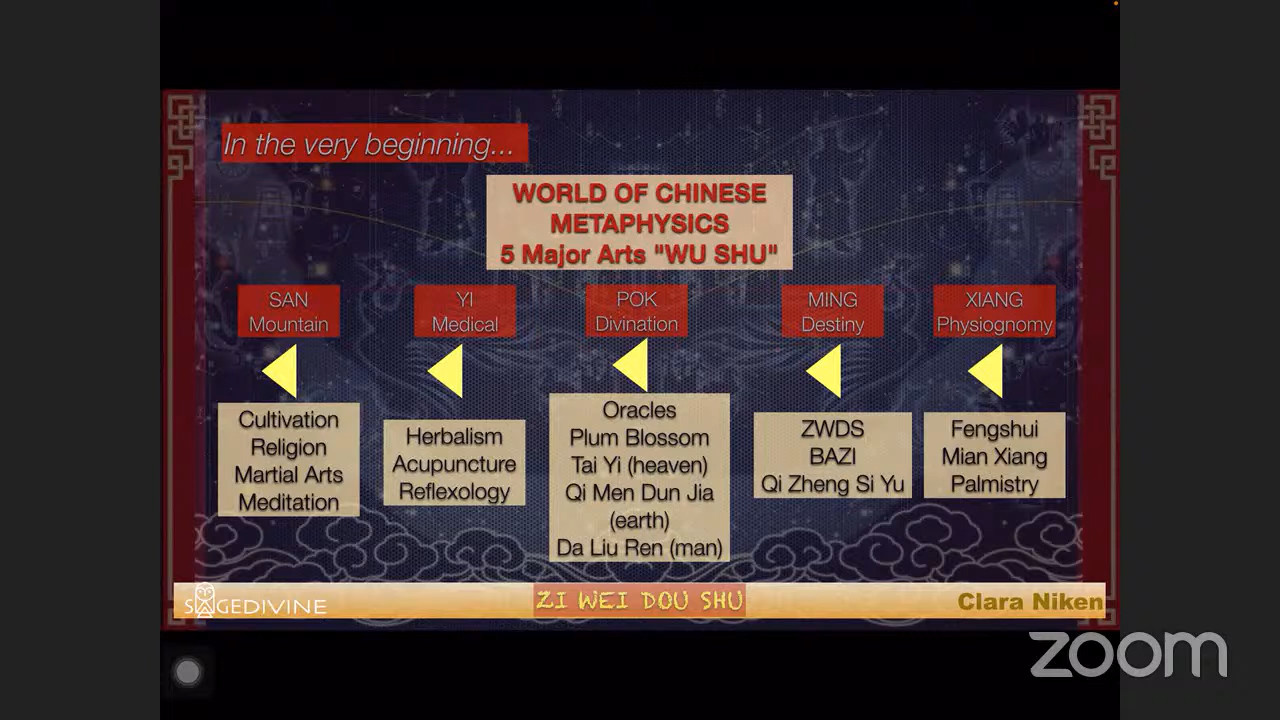 In the very beginning...
WORLD OF CHINESE
METAPHYSICS
5 Major Arts "WU SHU"
SAN
Mountain
YI
Medical
POK
Divination
MING
Destiny
XIANG
Physiognomy
Cultivation
Religion
Martial Arts
Meditation
Herbalism
Acupuncture
Reflexology
Oracles
Plum Blossom
Tai Yi (heaven)
Qi Men Dun Jia
(earth)
Da Liu Ren (man)
ZWDS
BAZI
Qi Zheng Si Yu
Fengshui
Mian Xiang
Palmistry
SAGEDIVINE
ZI WEI DOU SHU
Clara Niken
zoom